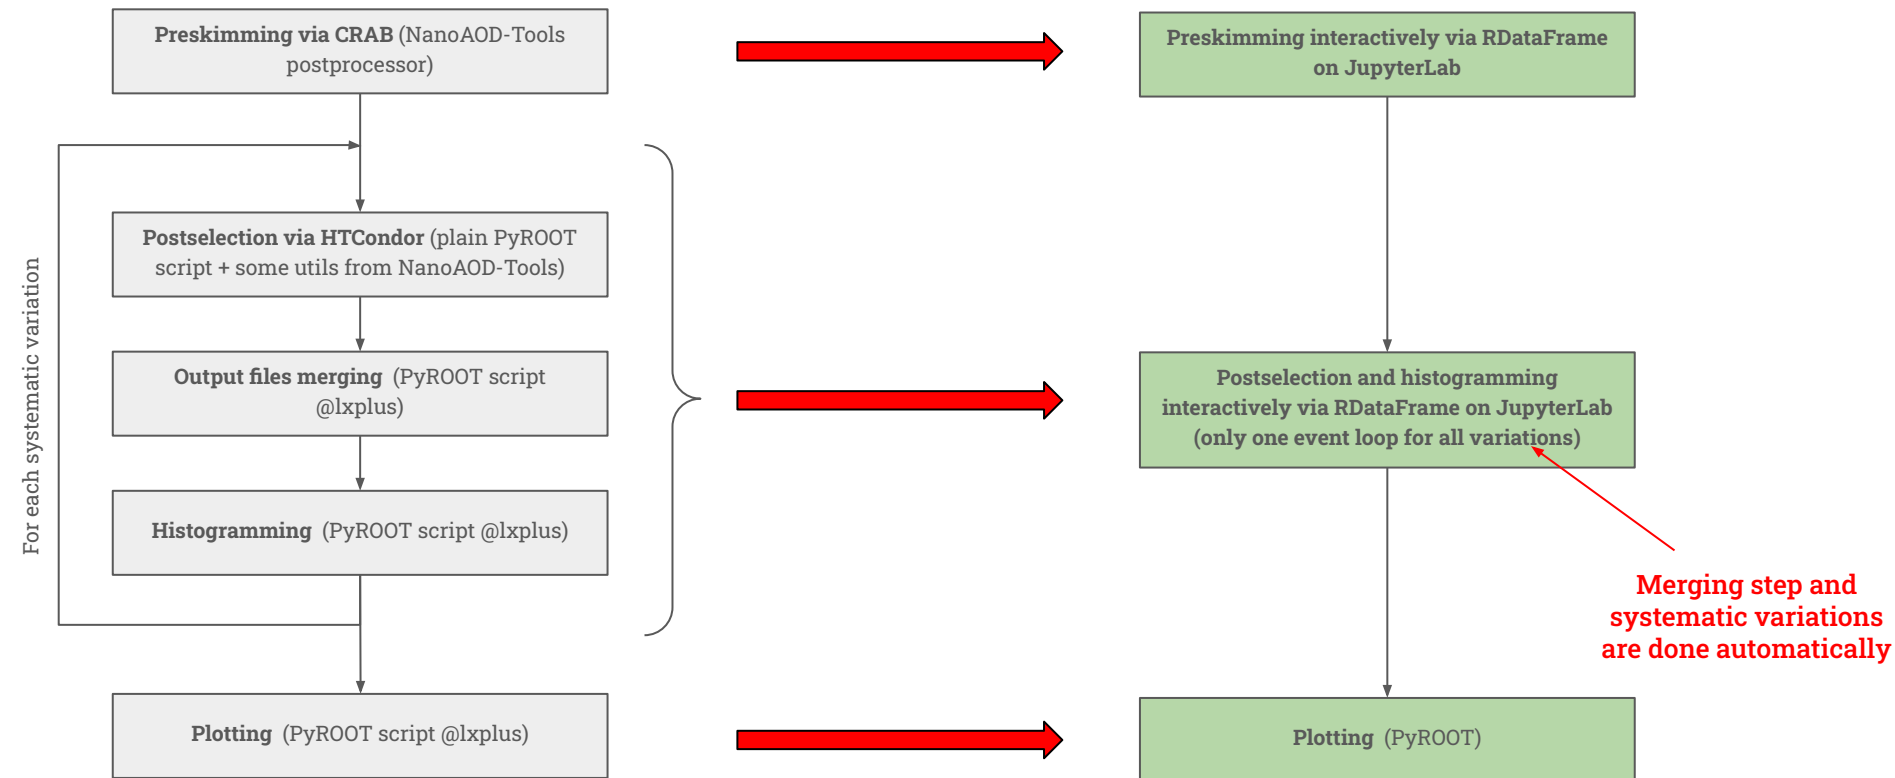 Preskimming via CRAB (NanoAOD-Tools
postprocessor)
Preskimming interactively via RDataFrame
on JupyterLab
For each systematic variation
Postselection via HTCondor (plain PyROOT
script + some utils from NanoAOD-Tools)
Output files merging (PyROOT script
@lxplus)
Postselection and histogramming
interactively via RDataFrame on JupyterLab
(only one event loop for all variations)
Histogramming (PyROOT script @lxplus)
Merging step and
systematic variations
are done automatically
Plotting (PyROOT script @lxplus)
Plotting (PyROOT)